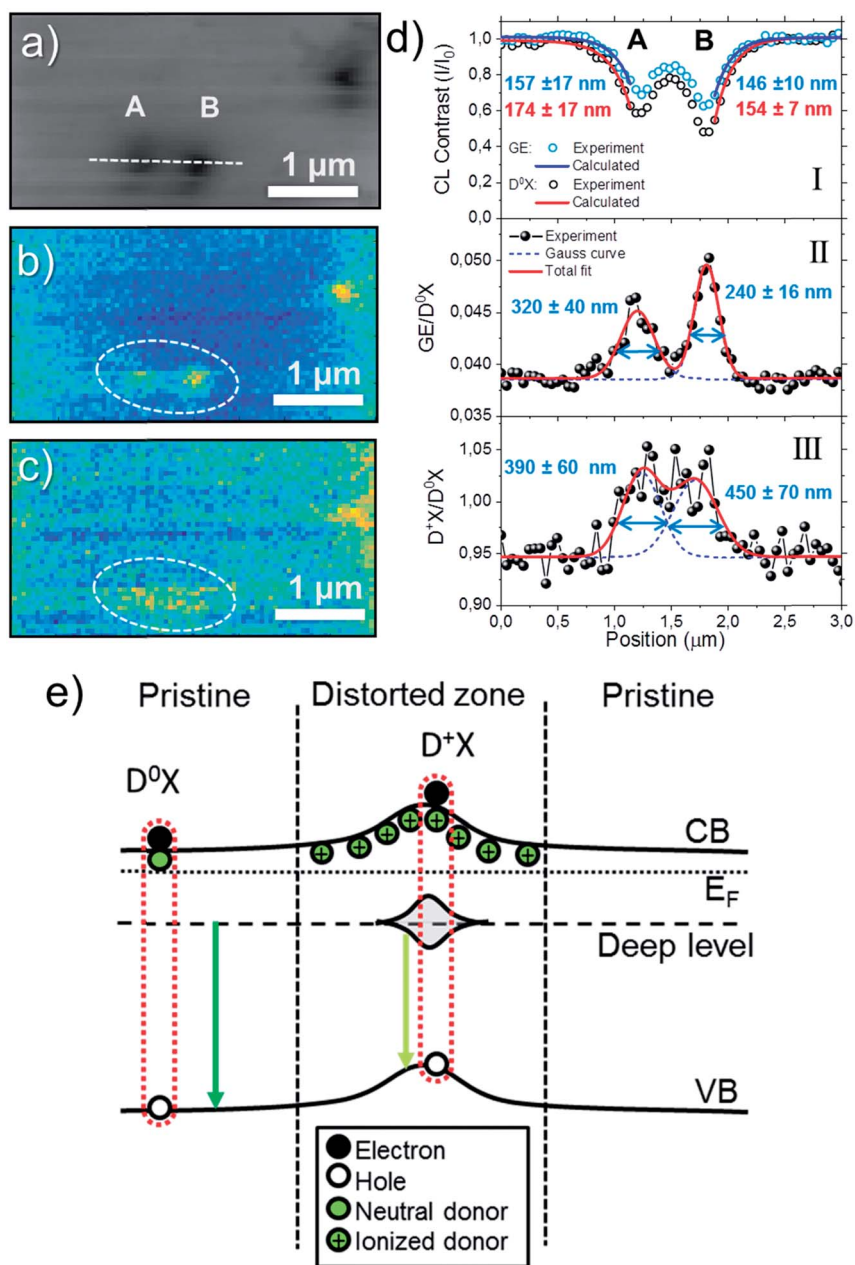 a)
A
B
1 µm
b)
1 µm
c)
1 µm
d)
CL Contrast (I/I₀)
1,0
0,8
0,6
0,4
0,2
0,0
A
B
157 ±17 nm
174 ± 17 nm
146 ±10 nm
154 ± 7 nm
GE: Experiment
Calculated
D⁰X: Experiment
Calculated
I
GE/D⁰X
0,050
0,045
0,040
0,035
Experiment
Gauss curve
Total fit
II
320 ± 40 nm
240 ± 16 nm
D⁺X/D⁰X
1,05
1,00
0,95
0,90
III
390 ± 60 nm
450 ± 70 nm
0,0 0,5 1,0 1,5 2,0 2,5 3,0
Position (µm)
e)
Pristine Distorted zone Pristine
D⁰X
D⁺X
CB
E_F
Deep level
VB
Electron
Hole
Neutral donor
Ionized donor